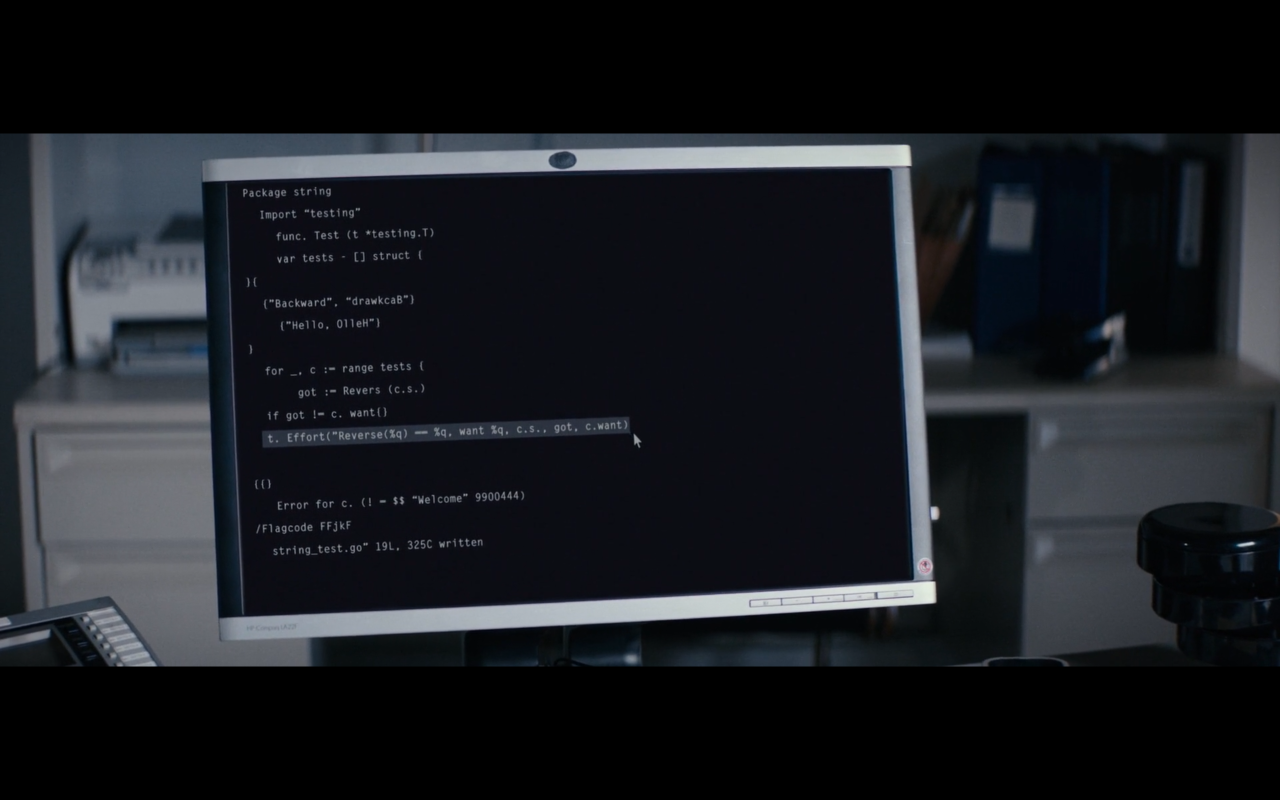 Package string
Import “testing”
func. Test (t *testing.T)
var tests - [] struct {
}{
{”Backward”, “drawkcaB”}
{”Hello, OlleH”}
}
for _, c := range tests {
got := Revers (c.s.)
if got != c. want()
t. Effort(”Reverse(%q) == %q, want %q, c.s., got, c.want)
(()
Error for c. (! = $$ “Welcome” 9900444)
/Flagcode FFjkF
string_test.go” 19L, 325C written